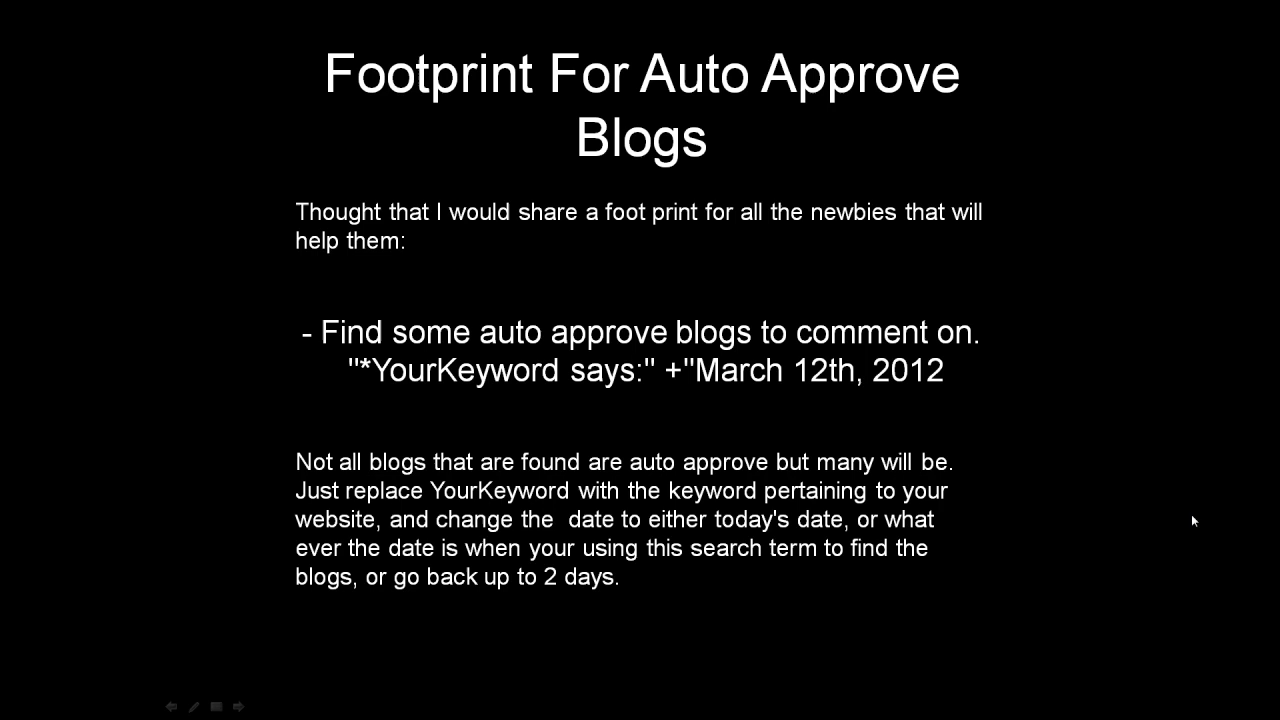 Footprint For Auto Approve
Blogs
Thought that I would share a foot print for all the newbies that will
help them:
- Find some auto approve blogs to comment on.
"*YourKeyword says:" +"March 12th, 2012
Not all blogs that are found are auto approve but many will be.
Just replace YourKeyword with the keyword pertaining to your
website, and change the  date to either today's date, or what
ever the date is when your using this search term to find the
blogs, or go back up to 2 days.